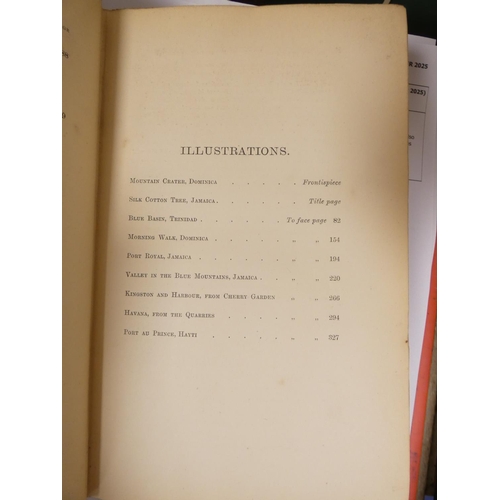 ILLUSTRATIONS.
Mountain Crater, Dominica . . . . . Frontispiece
Silk Cotton Tree, Jamaica . . . . . Title page
Blue Basin, Trinidad . . . . . To face page 82
Morning Walk, Dominica . . . . . „ „ 154
Port Royal, Jamaica . . . . . „ „ 194
Valley in the Blue Mountains, Jamaica . . „ „ 220
Kingston and Harbour, from Cherry Garden „ „ 266
Havana, from the Quarries . . . . „ „ 294
Port au Prince, Hayti . . . . . „ „ 327
2025
2025)